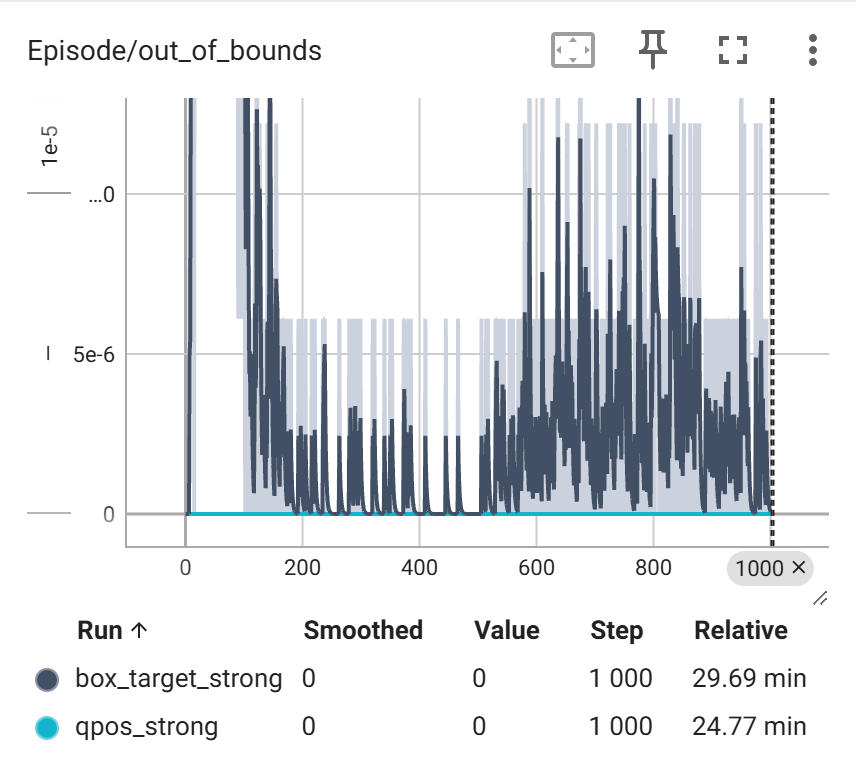 Episode/out_of_bounds
1e-5
...0
5e-6
0
0 200 400 600 800 1000 ×
Run ↑ Smoothed Value Step Relative
box_target_strong 0 0 1 000 29.69 min
qpos_strong 0 0 1 000 24.77 min